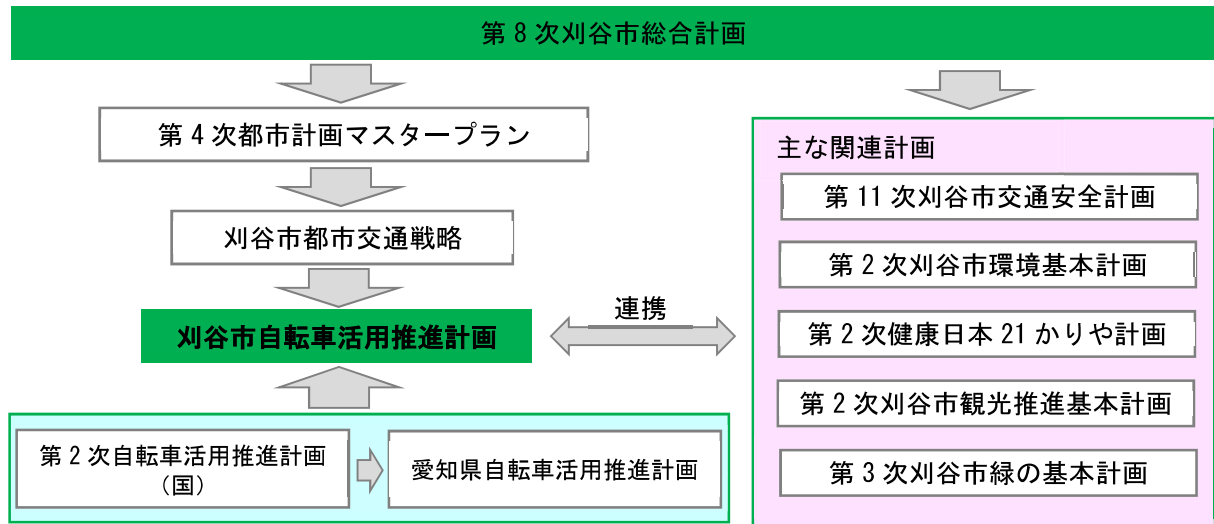 第8次刈谷市総合計画
第4次都市計画マスタープラン
刈谷市都市交通戦略
刈谷市自転車活用推進計画
連携
第2次自転車活用推進計画
（国）
愛知県自転車活用推進計画
主な関連計画
第11次刈谷市交通安全計画
第2次刈谷市環境基本計画
第2次健康日本21かりや計画
第2次刈谷市観光推進基本計画
第3次刈谷市緑の基本計画